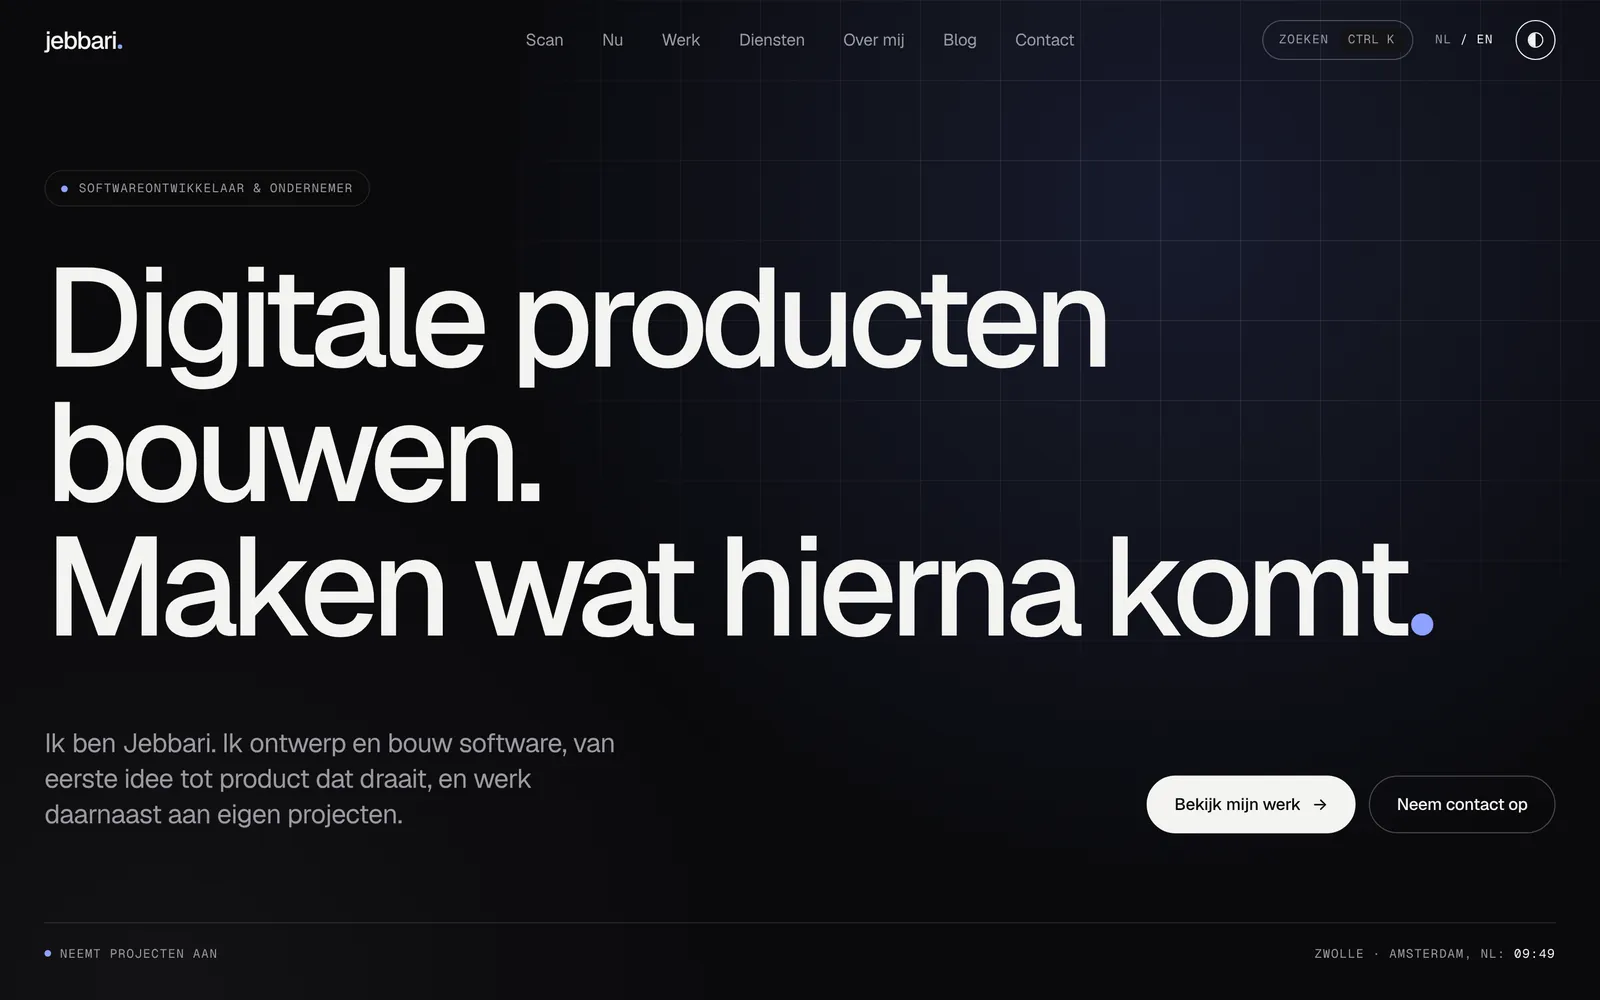 jebbari.
Scan Nu Werk Diensten Over mij Blog Contact
ZOEKEN CTRL K NL / EN
SOFTWAREONTWIKKELAAR & ONDERNEMER
Digitale producten
bouwen.
Maken wat hierna komt.
Ik ben Jebbari. Ik ontwerp en bouw software, van
eerste idee tot product dat draait, en werk
daarnaast aan eigen projecten.
Bekijk mijn werk →
Neem contact op
NEEMT PROJECTEN AAN
ZWOLLE · AMSTERDAM, NL: 09:49